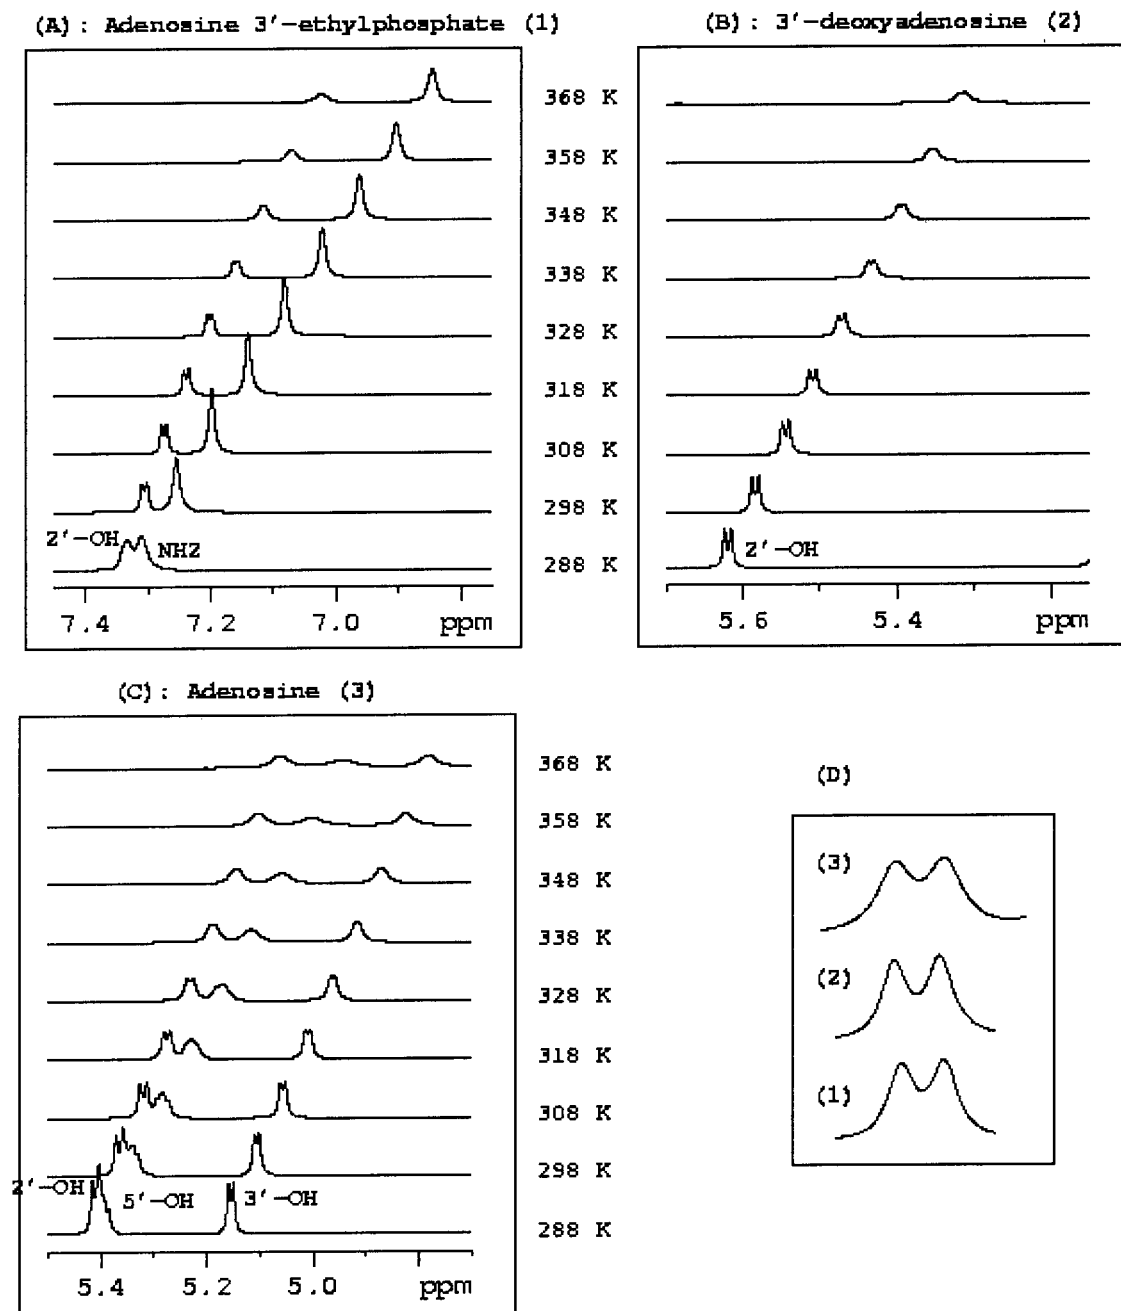 (A): Adenosine 3'-ethylphosphate (1)
368 K
358 K
348 K
338 K
328 K
318 K
308 K
298 K
288 K
2'-OH
NH2
7.4 7.2 7.0 ppm
(B): 3'-deoxyadenosine (2)
2'-OH
5.6 5.4 ppm
(C): Adenosine (3)
368 K
358 K
348 K
338 K
328 K
318 K
308 K
298 K
288 K
2'-OH
5'-OH
3'-OH
5.4 5.2 5.0 ppm
(D)
(3)
(2)
(1)